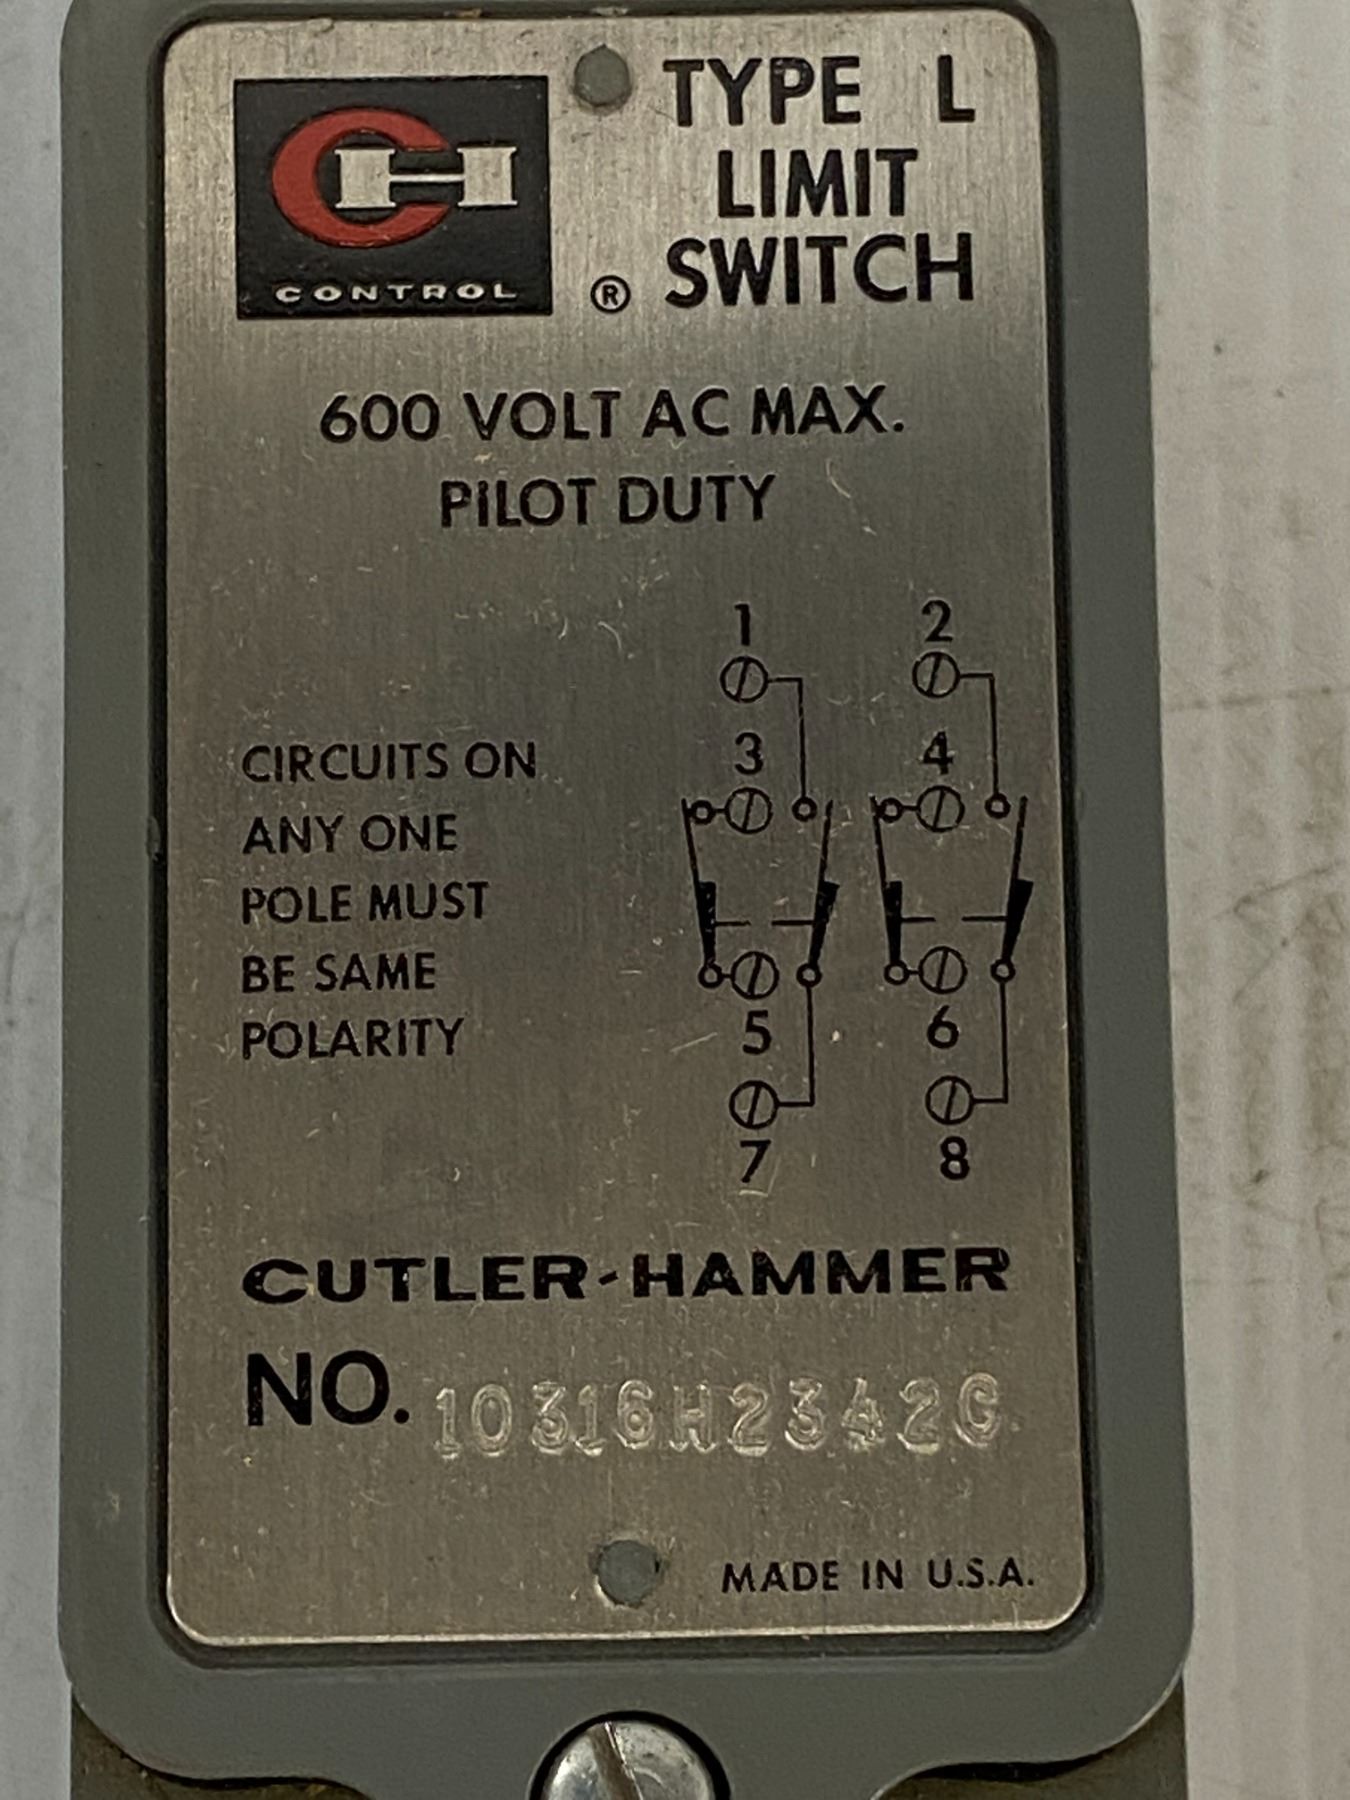 CH
CONTROL
®
TYPE L
LIMIT
SWITCH
600 VOLT AC MAX.
PILOT DUTY
1 2
3 4
CIRCUITS ON
ANY ONE
POLE MUST
BE SAME
POLARITY
5 6
7 8
CUTLER-HAMMER
NO. 10316H2342C
MADE IN U.S.A.